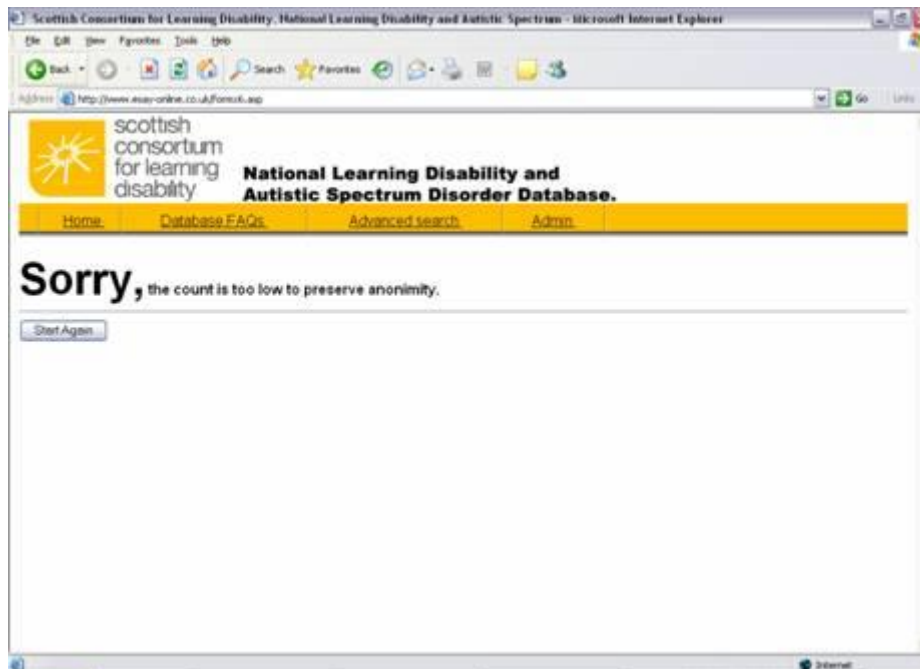 Scottish Consortium for Learning Disability, National Learning Disability and Autistic Spectrum - Microsoft Internet Explorer
File Edit View Favorites Tools Help
Back Search Favorites
Address Go Links
scottish
consortium
for learning
disability
National Learning Disability and
Autistic Spectrum Disorder Database.
Home Database FAQs Advanced search Admin
Sorry, the count is too low to preserve anonimity.
Start Again
Internet